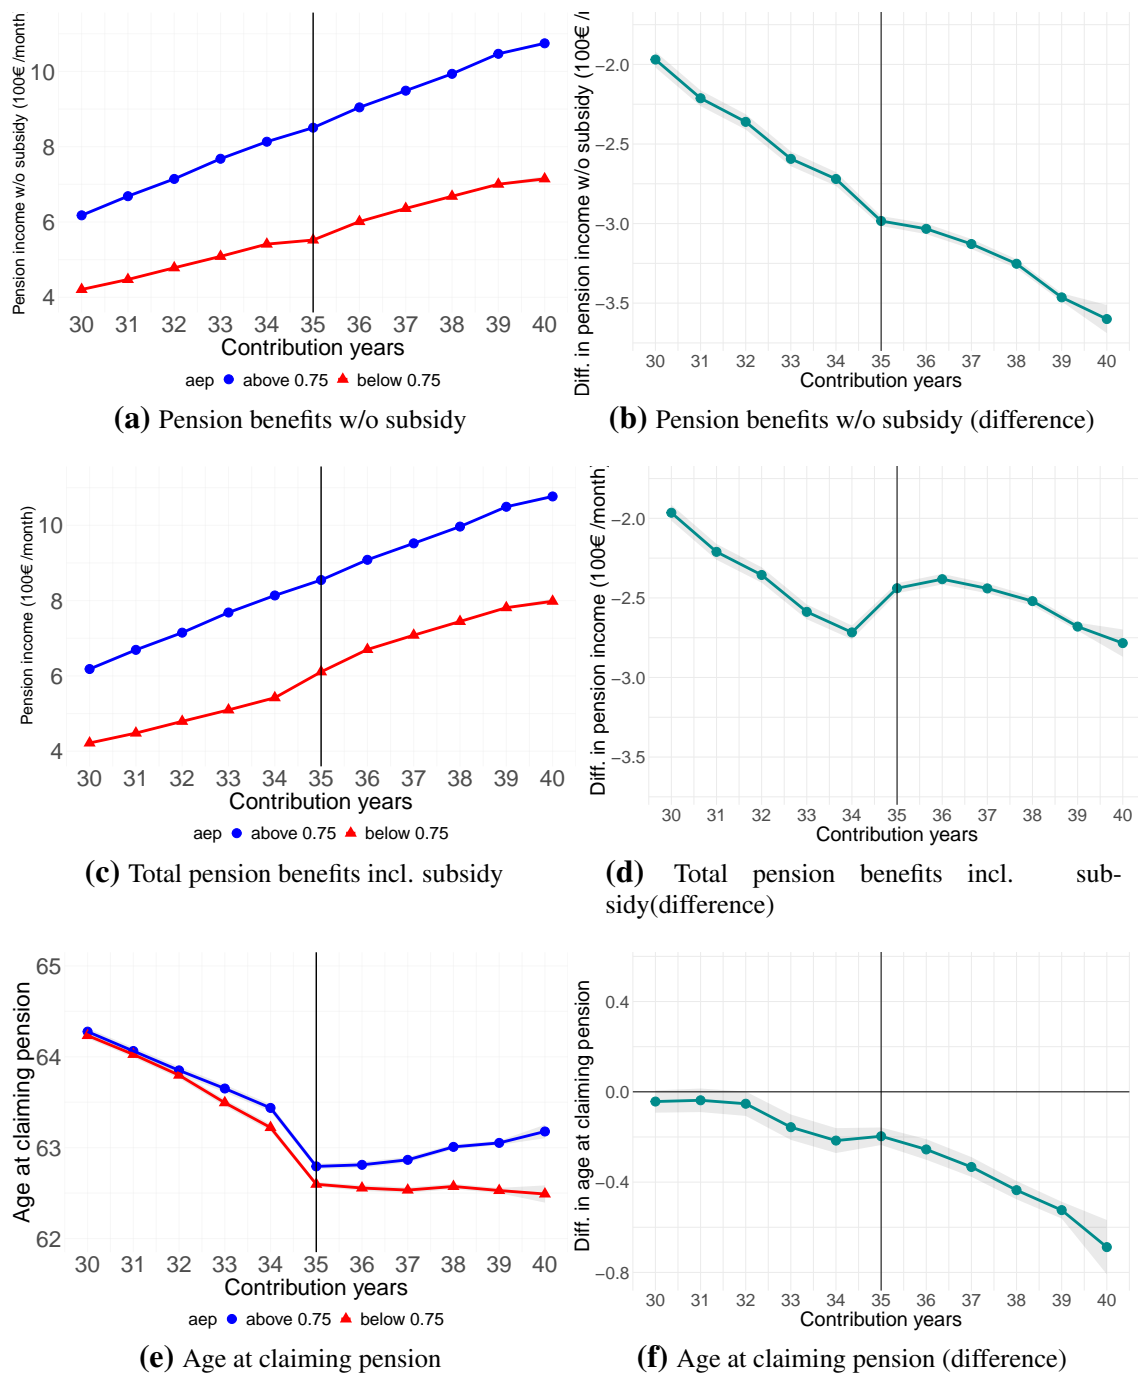 Pension income w/o subsidy (100€ /month
10
8
6
4
30 31 32 33 34 35 36 37 38 39 40
Contribution years
aep above 0.75 below 0.75
(a) Pension benefits w/o subsidy
Diff. in pension income w/o subsidy (100€ /
−2.0
−2.5
−3.0
−3.5
30 31 32 33 34 35 36 37 38 39 40
Contribution years
(b) Pension benefits w/o subsidy (difference)
Pension income (100€ /month)
10
8
6
4
30 31 32 33 34 35 36 37 38 39 40
Contribution years
aep above 0.75 below 0.75
(c) Total pension benefits incl. subsidy
Diff. in pension income (100€ /month)
−2.0
−2.5
−3.0
−3.5
30 31 32 33 34 35 36 37 38 39 40
Contribution years
(d) Total pension benefits incl. sub-
sidy(difference)
Age at claiming pension
65
64
63
62
30 31 32 33 34 35 36 37 38 39 40
Contribution years
aep above 0.75 below 0.75
(e) Age at claiming pension
Diff. in age at claiming pension
0.4
0.0
−0.4
−0.8
30 31 32 33 34 35 36 37 38 39 40
Contribution years
(f) Age at claiming pension (difference)